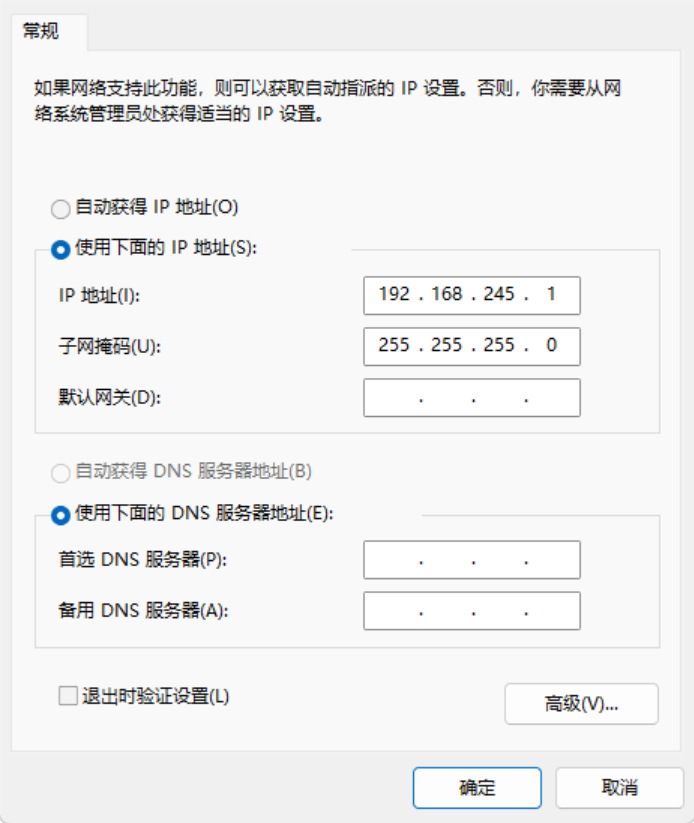 常规
如果网络支持此功能，则可以获取自动指派的 IP 设置。否则，你需要从网
络系统管理员处获得适当的 IP 设置。
自动获得 IP 地址(O)
使用下面的 IP 地址(S):
IP 地址(I): 192 . 168 . 245 . 1
子网掩码(U): 255 . 255 . 255 . 0
默认网关(D): . . .
自动获得 DNS 服务器地址(B)
使用下面的 DNS 服务器地址(E):
首选 DNS 服务器(P): . . .
备用 DNS 服务器(A): . . .
退出时验证设置(L)
高级(V)...
确定 取消